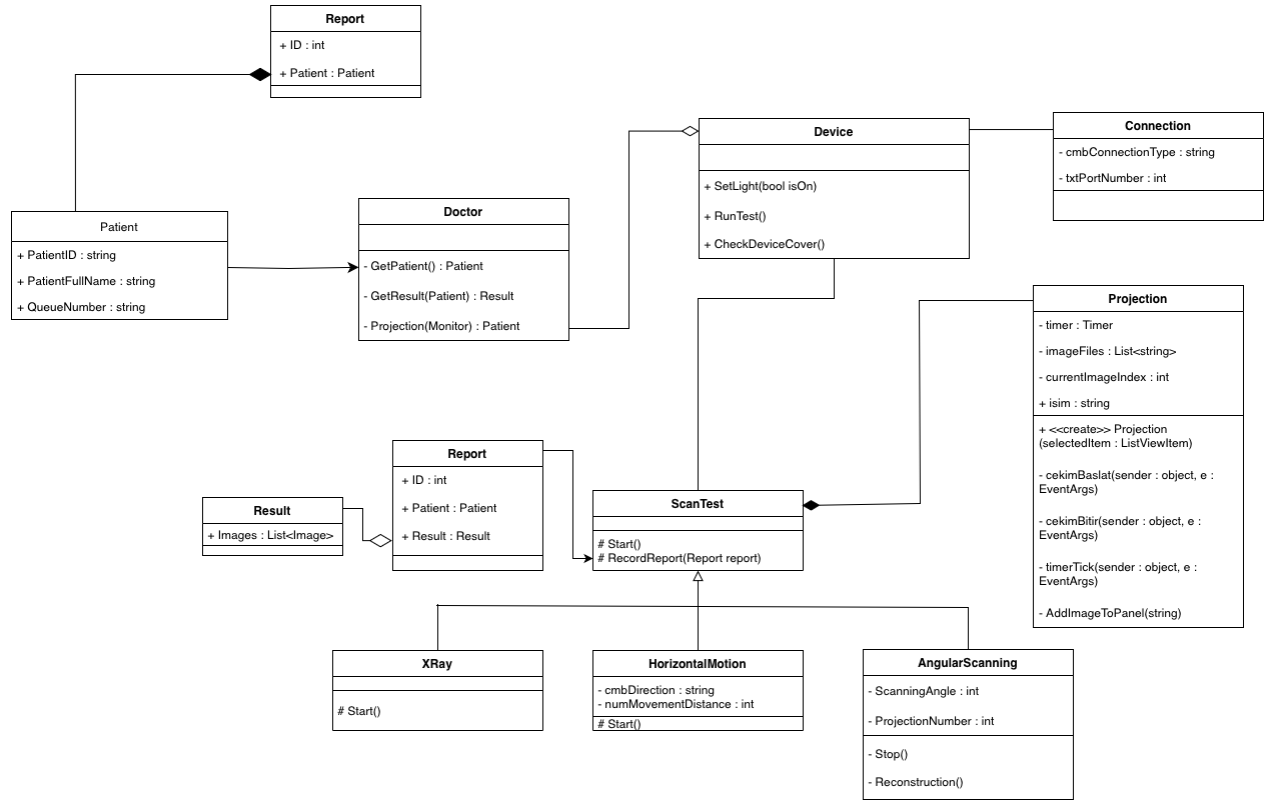 Report
+ ID : int
+ Patient : Patient
Device
+ SetLight(bool isOn)
+ RunTest()
+ CheckDeviceCover()
Connection
- cmbConnectionType : string
- txtPortNumber : int
Patient
+ PatientID : string
+ PatientFullName : string
+ QueueNumber : string
Doctor
- GetPatient() : Patient
- GetResult(Patient) : Result
- Projection(Monitor) : Patient
Projection
- timer : Timer
- imageFiles : List<string>
- currentImageIndex : int
+ isim : string
+ <<create>> Projection
(selectedItem : ListViewItem)
- cekimBaslat(sender : object, e :
EventArgs)
- cekimBitir(sender : object, e :
EventArgs)
- timerTick(sender : object, e :
EventArgs)
- AddImageToPanel(string)
Result
+ Images : List<Image>
Report
+ ID : int
+ Patient : Patient
+ Result : Result
ScanTest
# Start()
# RecordReport(Report report)
XRay
# Start()
HorizontalMotion
- cmbDirection : string
- numMovementDistance : int
# Start()
AngularScanning
- ScanningAngle : int
- ProjectionNumber : int
- Stop()
- Reconstruction()